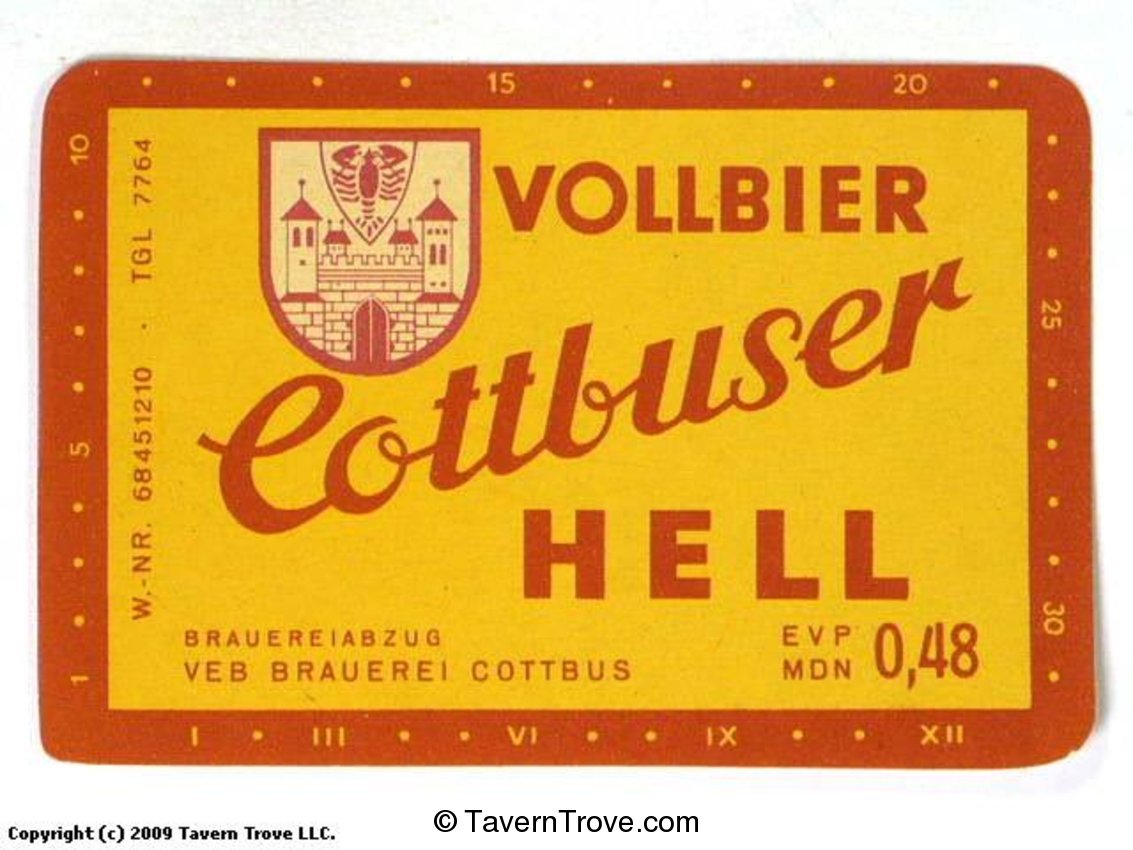 15 20
10
5
1
W.-NR. 68451210 · TGL 7764
VOLLBIER
Cottbuser
HELL
BRAUEREIABZUG
VEB BRAUEREI COTTBUS
EVP
MDN 0,48
25
30
I III VI IX XII
Copyright (c) 2009 Tavern Trove LLC.
© TavernTrove.com